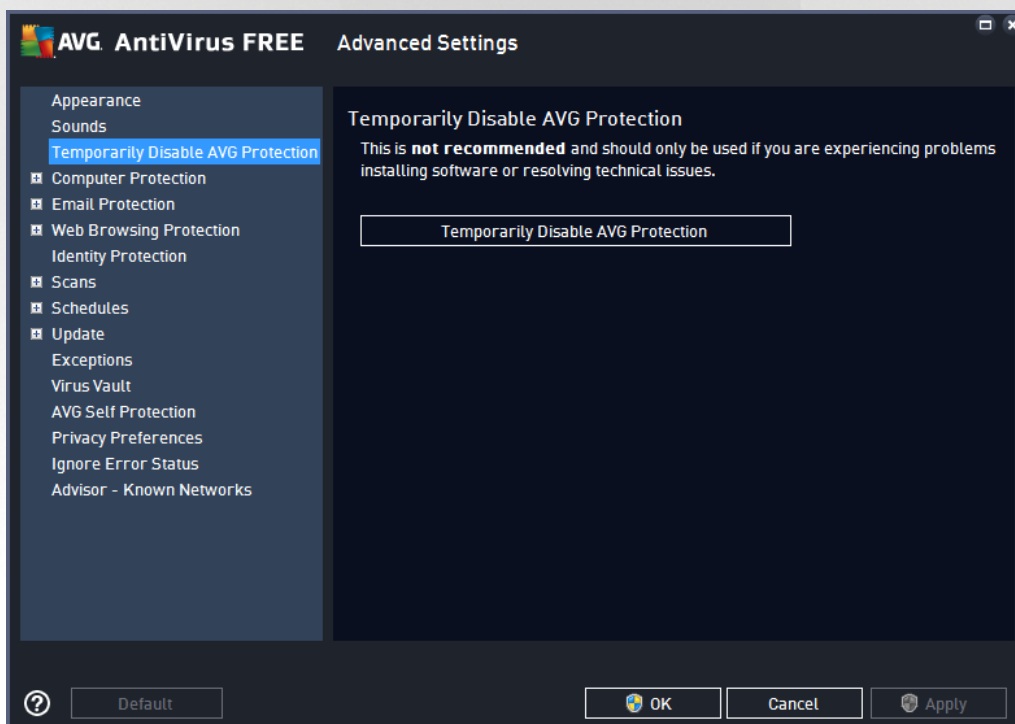 AVG. AntiVirus FREE Advanced Settings
Appearance
Sounds
Temporarily Disable AVG Protection
Computer Protection
Email Protection
Web Browsing Protection
Identity Protection
Scans
Schedules
Update
Exceptions
Virus Vault
AVG Self Protection
Privacy Preferences
Ignore Error Status
Advisor - Known Networks
Temporarily Disable AVG Protection
This is not recommended and should only be used if you are experiencing problems
installing software or resolving technical issues.
Temporarily Disable AVG Protection
? Default OK Cancel Apply